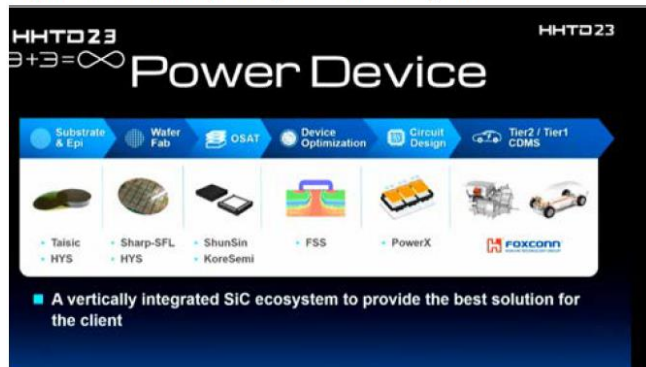 HHTD23
3+3=∞
HHTD23
Power Device
Substrate
& Epi
Wafer
Fab
OSAT
Device
Optimization
Circuit
Design
Tier2 / Tier1
CDMS
• Taisic
• HYS
• Sharp-SFL
• HYS
• ShunSin
• KoreSemi
• FSS
• PowerX
FOXCONN
A vertically integrated SiC ecosystem to provide the best solution for
the client